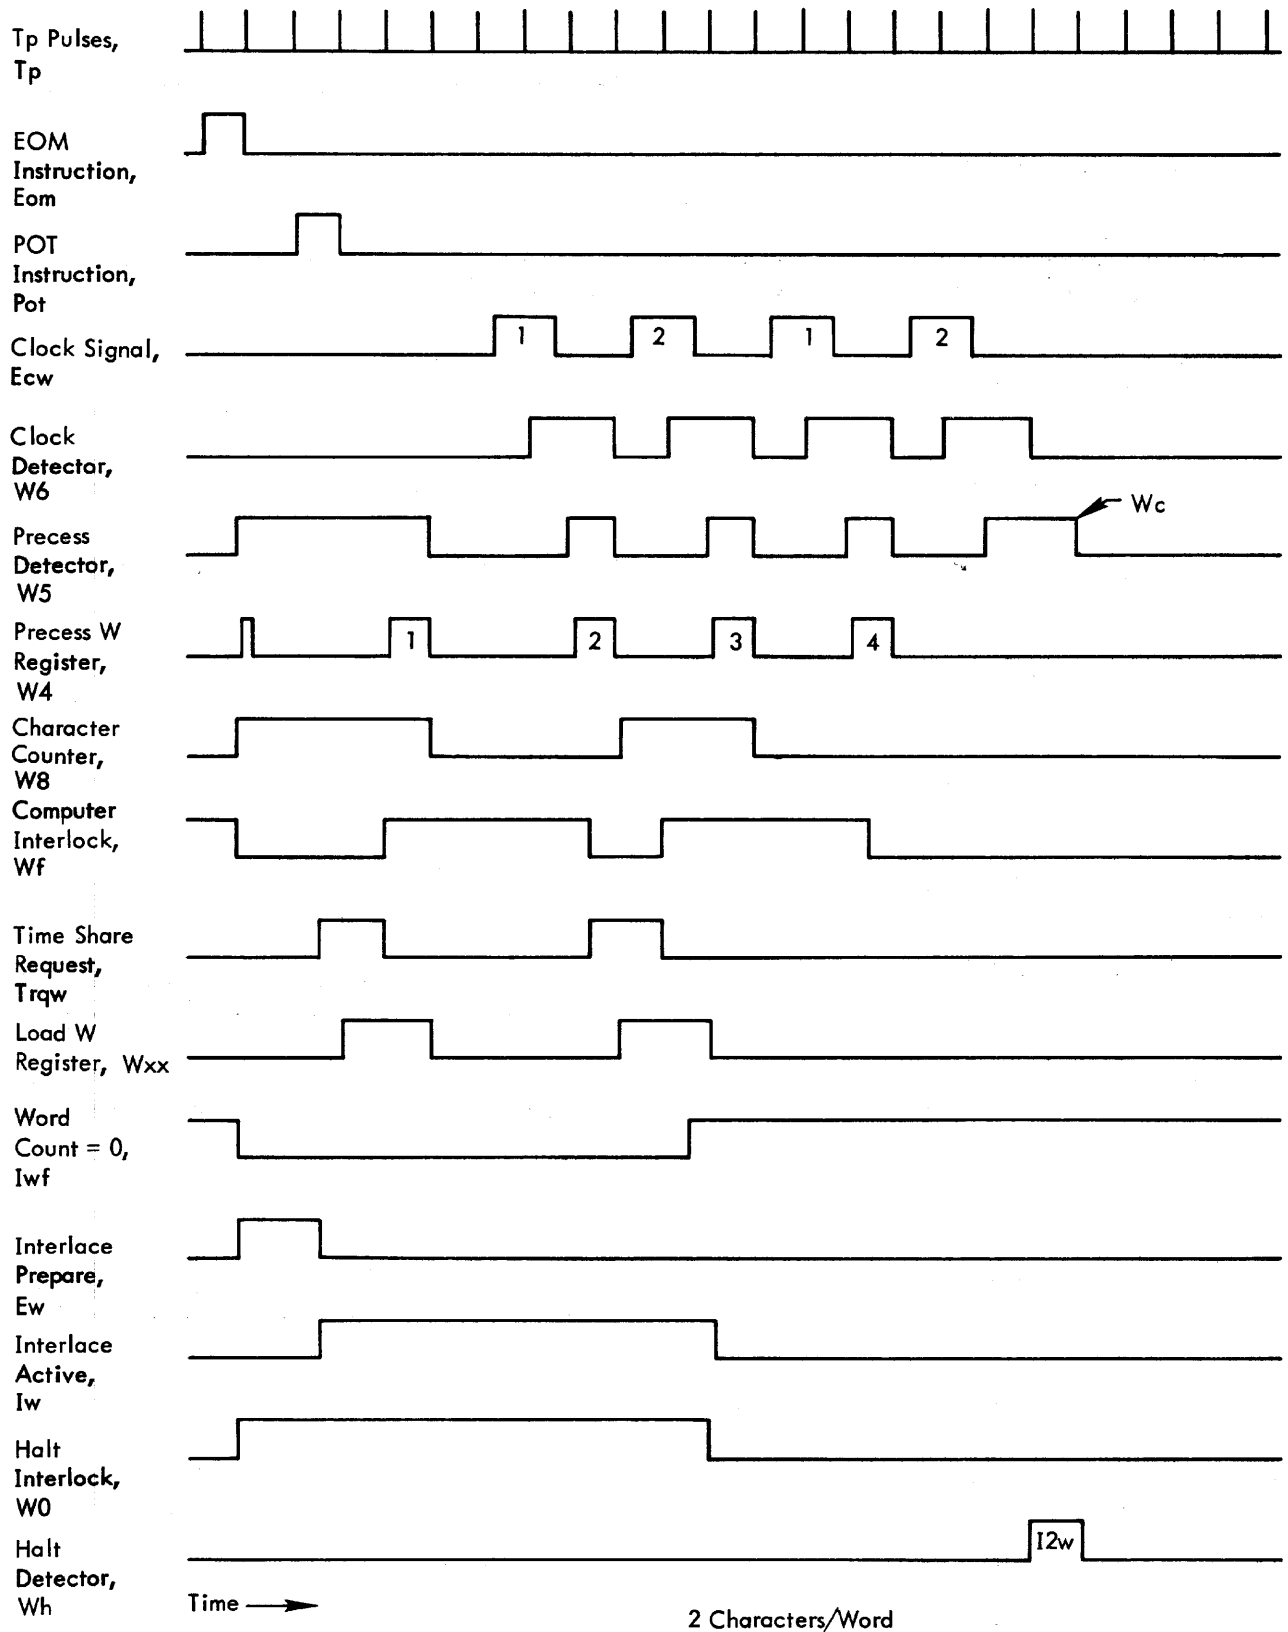 Tp Pulses,
Tp
EOM
Instruction,
Eom
POT
Instruction,
Pot
1 2 1 2
Clock Signal,
Ecw
Clock
Detector,
W6
Wc
Precess
Detector,
W5
Precess W
Register,
W4
1 2 3 4
Character
Counter,
W8
Computer
Interlock,
Wf
Time Share
Request,
Trqw
Load W
Register, Wxx
Word
Count = 0,
Iwf
Interlace
Prepare,
Ew
Interlace
Active,
Iw
Halt
Interlock,
W0
Halt
Detector,
Wh
I2w
Time
2 Characters/Word